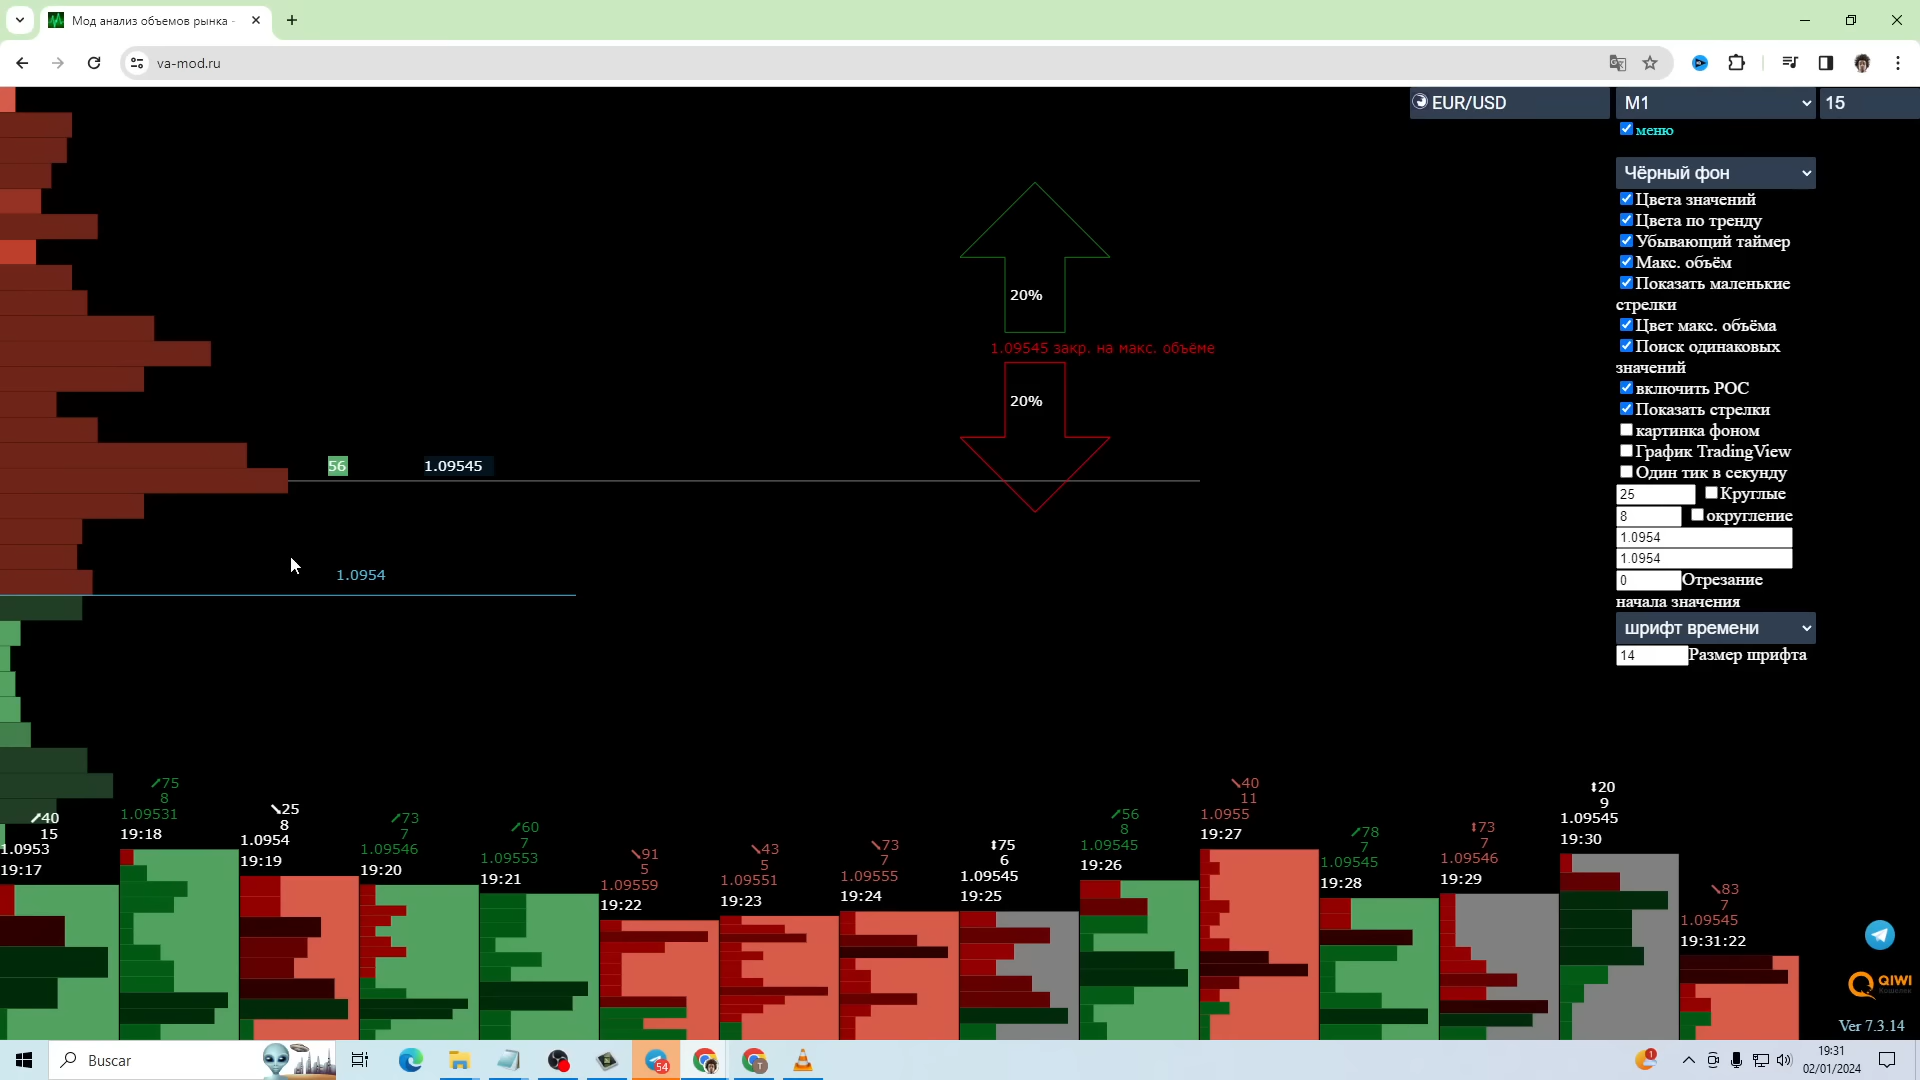 Мод анализ объемов рынка -
va-mod.ru
EUR/USD
M1
15
меню
Чёрный фон
Цвета значений
Цвета по тренду
Убывающий таймер
Макс. объём
Показать маленькие
стрелки
Цвет макс. объёма
Поиск одинаковых
значений
включить POC
Показать стрелки
картинка фоном
График TradingView
Один тик в секунду
25 Круглые
8 округление
1.0954
1.0954
0 Отрезание
начала значения
шрифт времени
14 Размер шрифта
20%
1.09545 закр. на макс. объёме
20%
56 1.09545
1.0954
↗40
15
1.0953
19:17
↗75
8
1.09531
19:18
↘25
8
1.0954
19:19
↗73
7
1.09546
19:20
↗60
7
1.09553
19:21
↘91
5
1.09559
19:22
↘43
5
1.09551
19:23
↘73
7
1.09555
19:24
↕75
6
1.09545
19:25
↗56
8
1.09545
19:26
↘40
11
1.0955
19:27
↗78
7
1.09545
19:28
↕73
7
1.09546
19:29
↕20
9
1.09545
19:30
↘83
7
1.09545
19:31:22
QIWI
Кошелек
Ver 7.3.14
Buscar
54
T
1
19:31
02/01/2024